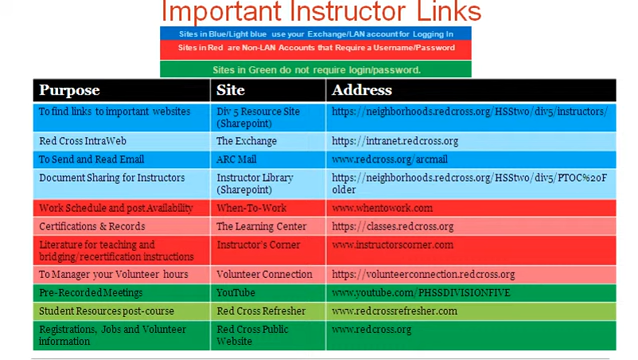 Important Instructor Links
Sites in Blue/Light blue use your Exchange/LAN account for Logging In
Sites in Red are Non-LAN Accounts that Require a Username/Password
Sites in Green do not require login/password.
Purpose Site Address
To find links to important websites Div 5 Resource Site https://neighborhoods.redcross.org/HSStwo/div5/instructors/
(Sharepoint)
Red Cross IntraWeb The Exchange https://intranet.redcross.org
To Send and Read Email ARC Mail www.redcross.org/arcmail
Document Sharing for Instructors Instructor Library https://neighborhoods.redcross.org/HSStwo/div5/PTOC%20F
(Sharepoint) older
Work Schedule and post Availability When-To-Work www.whentowork.com
Certifications & Records The Learning Center https://classes.redcross.org
Literature for teaching and Instructor's Corner www.instructorscorner.com
bridging/recertification instructions
To Manager your Volunteer hours Volunteer Connection https://volunteerconnection.redcross.org
Pre-Recorded Meetings YouTube www.youtube.com/PHSSDIVISIONFIVE
Student Resources post-course Red Cross Refresher www.redcrossrefresher.com
Registrations, Jobs and Volunteer Red Cross Public www.redcross.org
information Website